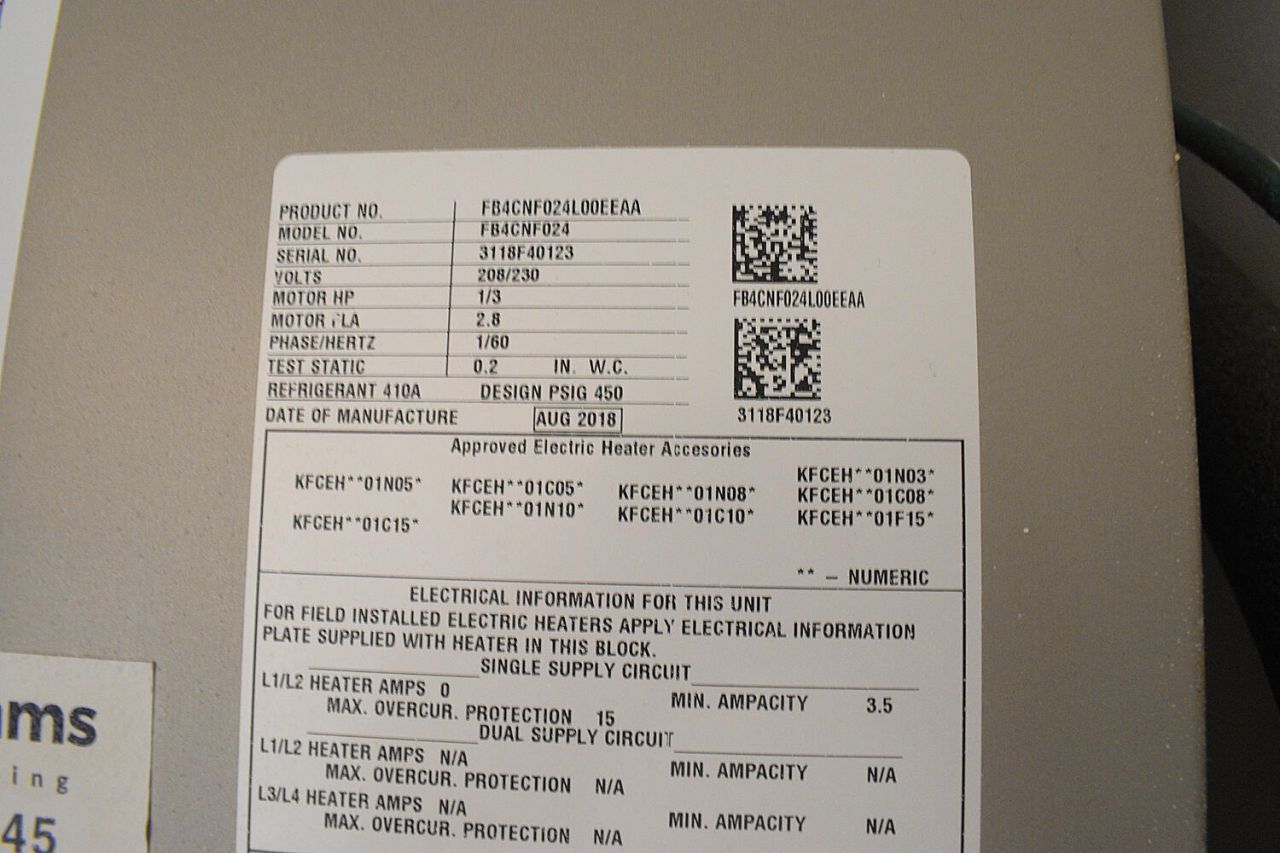 PRODUCT NO. FB4CNF024L00EEAA
MODEL NO. FB4CNF024
SERIAL NO. 3118F40123
VOLTS 208/230
MOTOR HP 1/3
MOTOR FLA 2.8
PHASE/HERTZ 1/60
TEST STATIC 0.2 IN. W.C.
REFRIGERANT 410A DESIGN PSIG 450
DATE OF MANUFACTURE AUG 2018
FB4CNF024L00EEAA
3118F40123
Approved Electric Heater Accesories
KFCEH**01N05* KFCEH**01C05* KFCEH**01N08* KFCEH**01N03*
KFCEH**01N10* KFCEH**01C10* KFCEH**01C08*
KFCEH**01C15* KFCEH**01F15*
** – NUMERIC
ELECTRICAL INFORMATION FOR THIS UNIT
FOR FIELD INSTALLED ELECTRIC HEATERS APPLY ELECTRICAL INFORMATION
PLATE SUPPLIED WITH HEATER IN THIS BLOCK.
SINGLE SUPPLY CIRCUIT
L1/L2 HEATER AMPS 0 MIN. AMPACITY 3.5
MAX. OVERCUR. PROTECTION 15
DUAL SUPPLY CIRCUIT
L1/L2 HEATER AMPS N/A MIN. AMPACITY N/A
MAX. OVERCUR. PROTECTION N/A
L3/L4 HEATER AMPS N/A MIN. AMPACITY N/A
MAX. OVERCUR. PROTECTION N/A
ams
ing
45